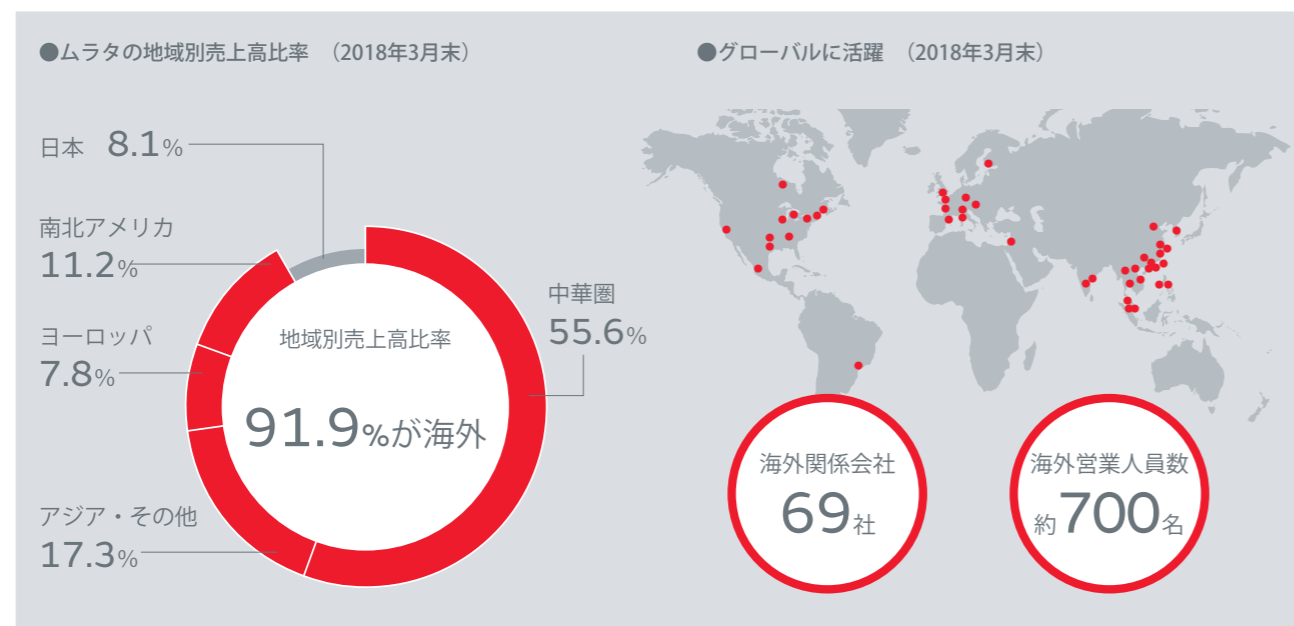 ●ムラタの地域別売上高比率 （2018年3月末）
日本 8.1%
南北アメリカ
11.2%
ヨーロッパ
7.8%
アジア・その他
17.3%
中華圏
55.6%
地域別売上高比率
91.9%が海外
●グローバルに活躍 （2018年3月末）
海外関係会社
69社
海外営業人員数
約700名